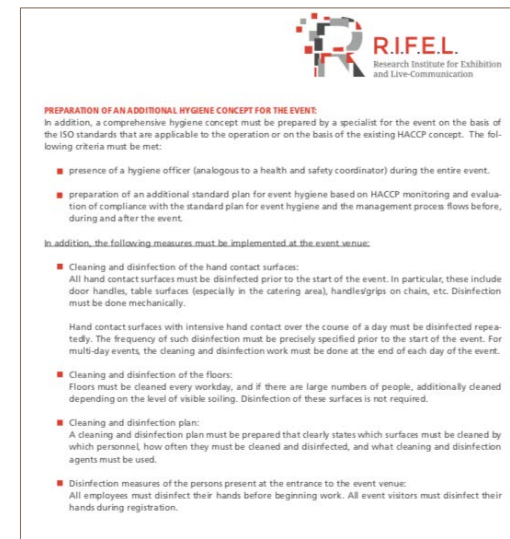 R.I.F.E.L.
Research Institute for Exhibition
and Live-Communication
PREPARATION OF AN ADDITIONAL HYGIENE CONCEPT FOR THE EVENT:
In addition, a comprehensive hygiene concept must be prepared by a specialist for the event on the basis of
the ISO standards that are applicable to the operation or on the basis of the existing HACCP concept. The fol-
lowing criteria must be met:
presence of a hygiene officer (analogous to a health and safety coordinator) during the entire event.
preparation of an additional standard plan for event hygiene based on HACCP monitoring and evalua-
tion of compliance with the standard plan for event hygiene and the management process flows before,
during and after the event.
In addition, the following measures must be implemented at the event venue:
Cleaning and disinfection of the hand contact surfaces:
All hand contact surfaces must be disinfected prior to the start of the event. In particular, these include
door handles, table surfaces (especially in the catering area), handles/grips on chains, etc. Disinfection
must be done mechanically.
Hand contact surfaces with intensive hand contact over the course of a day must be disinfected repea-
tedly. The frequency of such disinfection must be precisely specified prior to the start of the event. For
multi-day events, the cleaning and disinfection work must be done at the end of each day of the event.
Cleaning and disinfection of the floors:
Floors must be cleaned every workday, and if there are large numbers of people, additionally cleaned
depending on the level of visible soiling. Disinfection of these surfaces is not required.
Cleaning and disinfection plan:
A cleaning and disinfection plan must be prepared that clearly states which surfaces must be cleaned by
which personnel, how often they must be cleaned and disinfected, and what cleaning and disinfection
agents must be used.
Disinfection measures of the persons present at the entrance to the event venue:
All employees must disinfect their hands before beginning work. All event visitors must disinfect their
hands during registration.